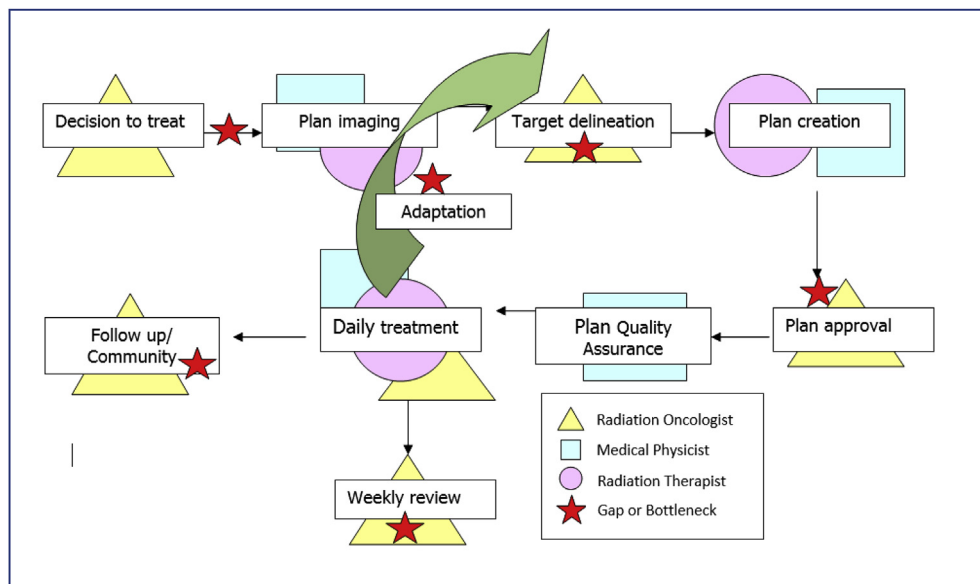 Decision to treat
Plan imaging
Target delineation
Plan creation
Adaptation
Follow up/
Community
Daily treatment
Plan Quality
Assurance
Plan approval
Weekly review
Radiation Oncologist
Medical Physicist
Radiation Therapist
Gap or Bottleneck